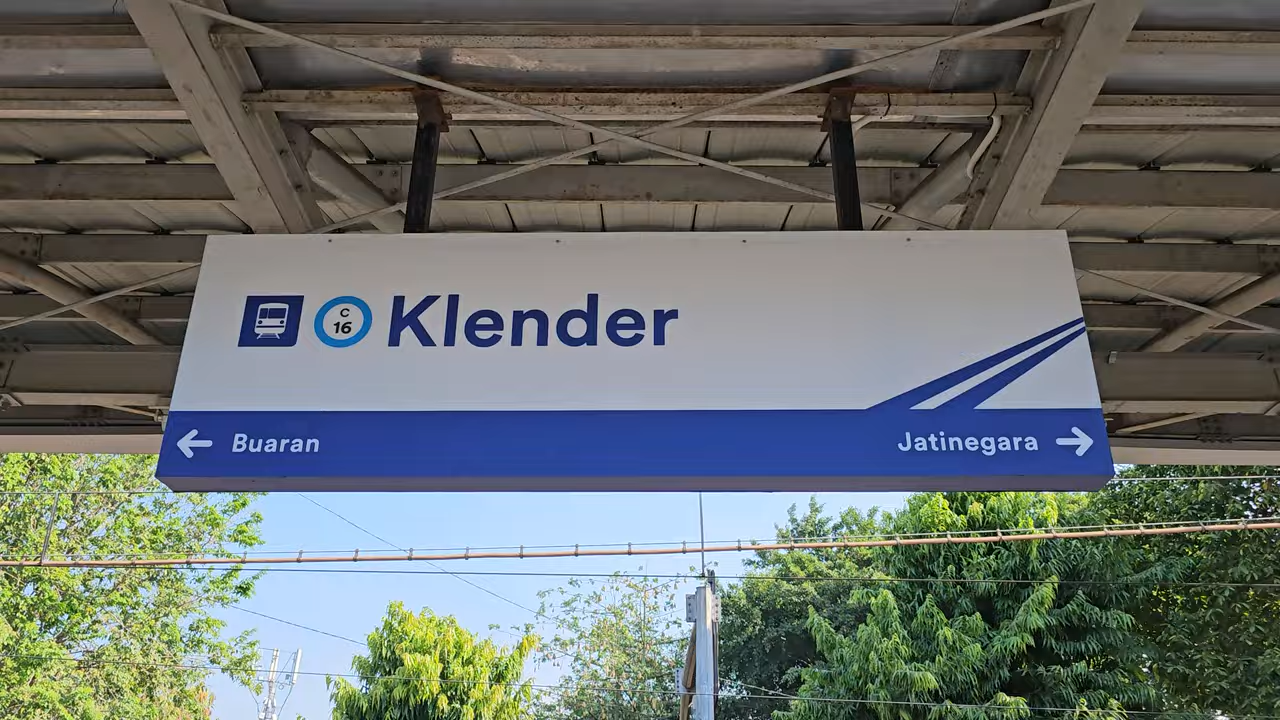 C
16
Klender
← Buaran
Jatinegara →